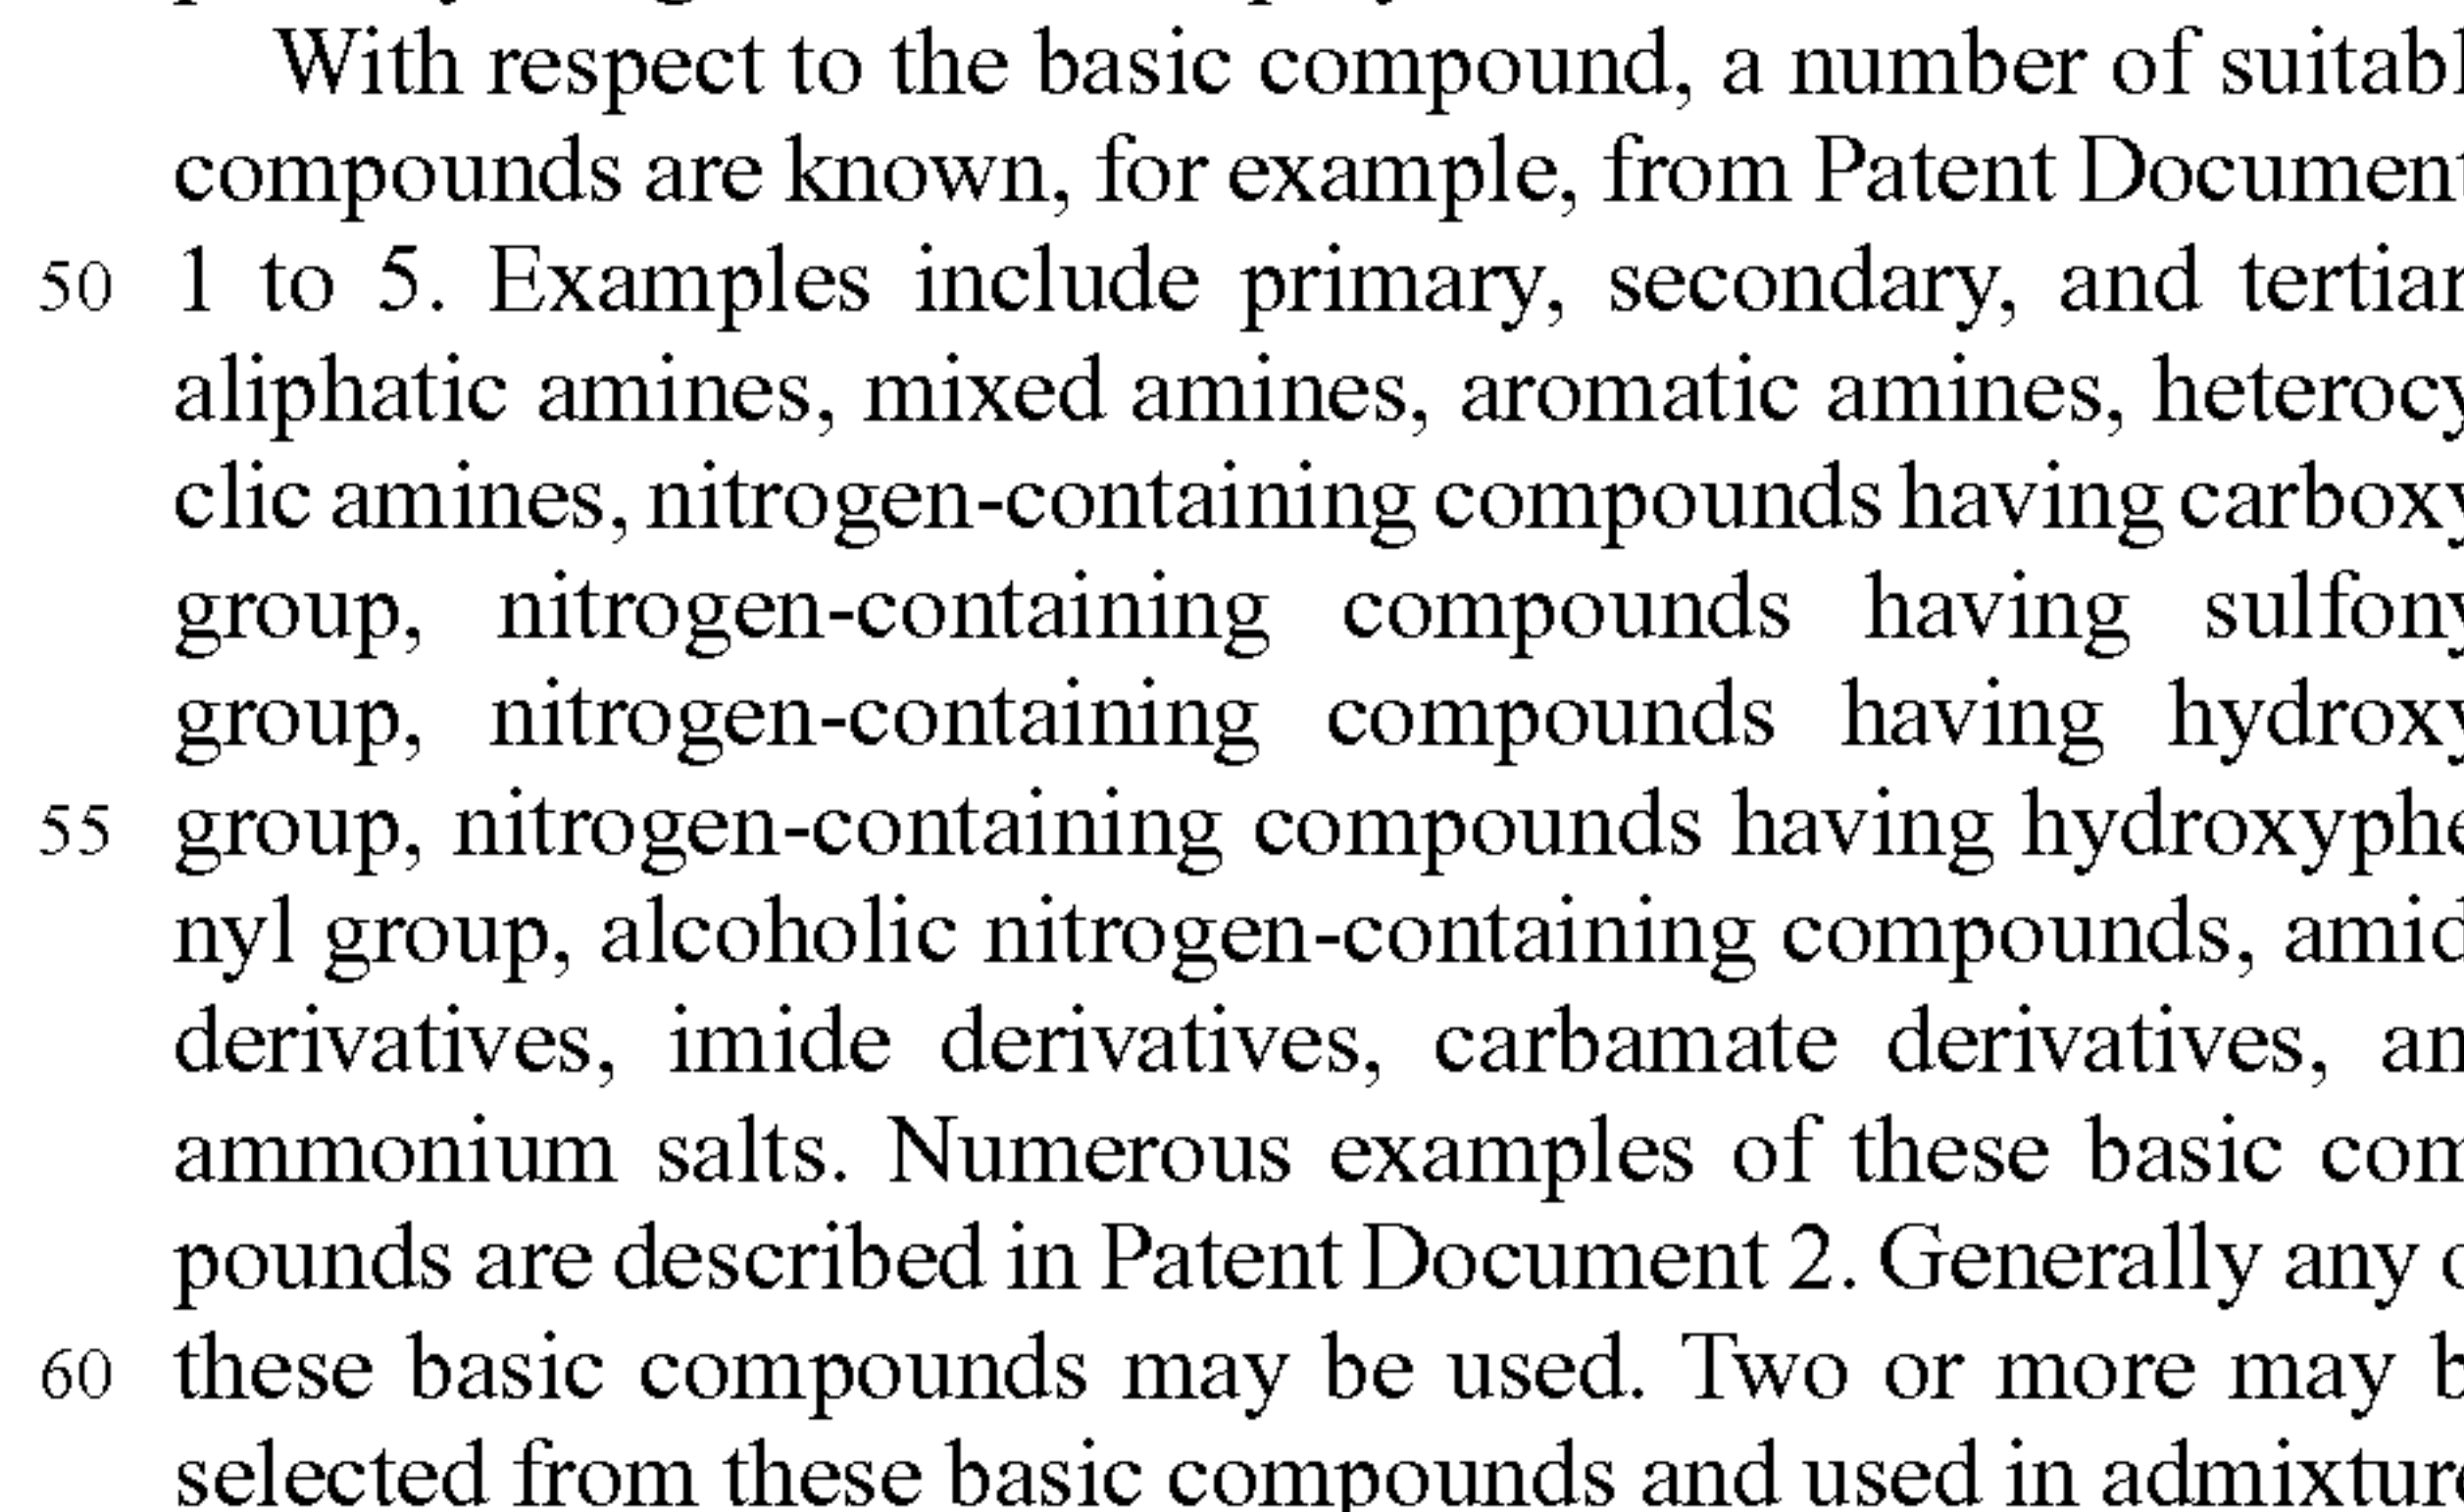 With respect to the basic compound, a number of suitabl
compounds are known, for example, from Patent Document
50 1 to 5. Examples include primary, secondary, and tertiar
aliphatic amines, mixed amines, aromatic amines, heterocy
clic amines, nitrogen-containing compounds having carboxy
group, nitrogen-containing compounds having sulfony
group, nitrogen-containing compounds having hydroxy
55 group, nitrogen-containing compounds having hydroxyphe
nyl group, alcoholic nitrogen-containing compounds, amid
derivatives, imide derivatives, carbamate derivatives, an
ammonium salts. Numerous examples of these basic com
pounds are described in Patent Document 2. Generally any
60 these basic compounds may be used. Two or more may b
selected from these basic compounds and used in admixture